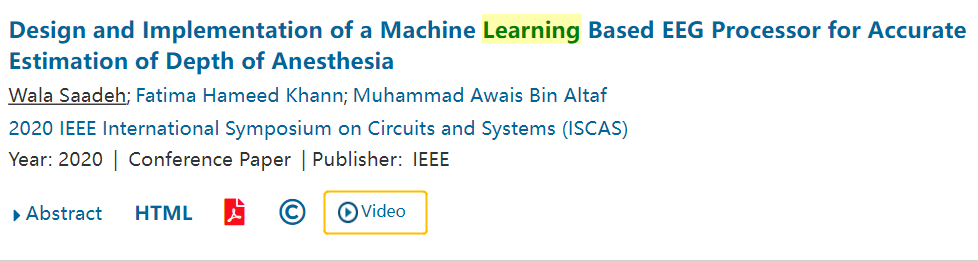 Design and Implementation of a Machine Learning Based EEG Processor for Accurate
Estimation of Depth of Anesthesia
Wala Saadeh; Fatima Hameed Khann; Muhammad Awais Bin Altaf
2020 IEEE International Symposium on Circuits and Systems (ISCAS)
Year: 2020 | Conference Paper | Publisher: IEEE
Abstract HTML © Video